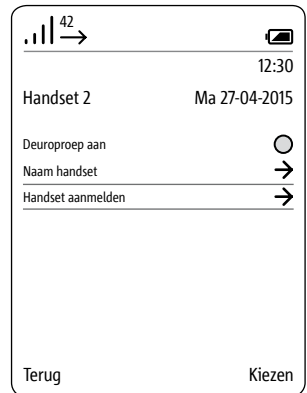 42
12:30
Handset 2 Ma 27-04-2015
Deuroproep aan
Naam handset
Handset aanmelden
Terug Kiezen